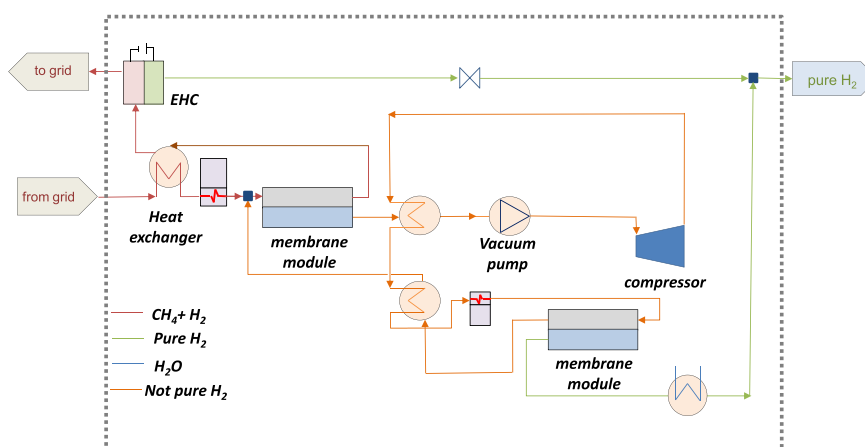 to grid
EHC
pure H₂
from grid
Heat
exchanger
membrane
module
Vacuum
pump
compressor
membrane
module
CH₄+ H₂
Pure H₂
H₂O
Not pure H₂